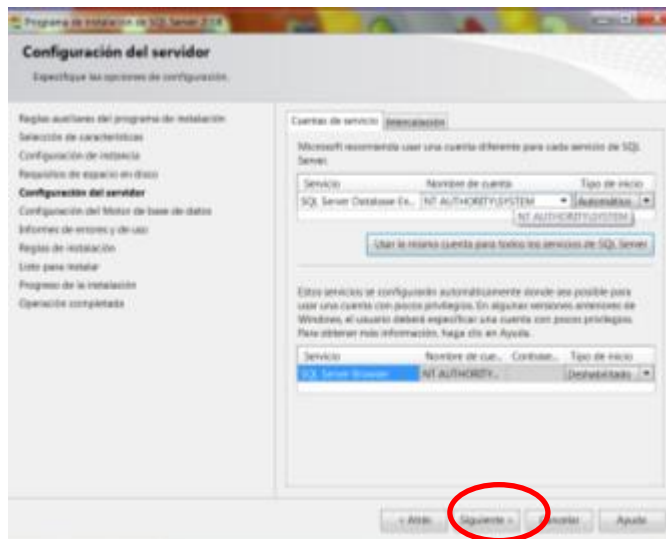 Programa de instalación de SQL Server
Configuración del servidor
Especifique las opciones de configuración.
Reglas auxiliares del programa de instalación
Selección de características
Configuración de instancia
Requisitos de espacio en disco
Configuración del servidor
Configuración del Motor de base de datos
Informes de errores y de uso
Reglas de instalación
Listo para instalar
Progreso de la instalación
Operación completada
Cuentas de servicio Intercalación
Microsoft recomienda usar una cuenta diferente para cada servicio de SQL
Server.
Servicio Nombre de cuenta Tipo de inicio
SQL Server Database En... NT AUTHORITY\SYSTEM Automático
NT AUTHORITY\SYSTEM
Usar la misma cuenta para todos los servicios de SQL Server
Estos servicios se configurarán automáticamente donde sea posible para
usar una cuenta con pocos privilegios. En algunas versiones anteriores de
Windows, el usuario deberá especificar una cuenta con pocos privilegios.
Para obtener más información, haga clic en Ayuda.
Servicio Nombre de cue... Contrase... Tipo de inicio
SQL Server Browser NT AUTHORITY... Deshabilitado
< Atrás Siguiente > Cancelar Ayuda